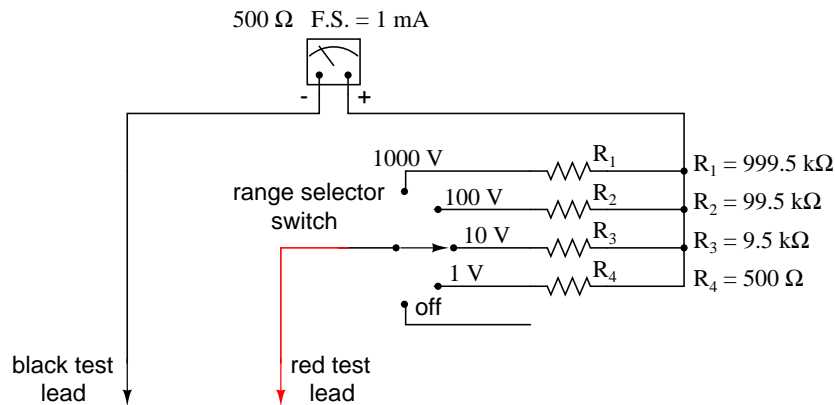 500 Ω F.S. = 1 mA
- +
1000 V R1 R1 = 999.5 kΩ
range selector
switch
100 V R2 R2 = 99.5 kΩ
10 V R3 R3 = 9.5 kΩ
1 V R4 R4 = 500 Ω
off
black test
lead
red test
lead